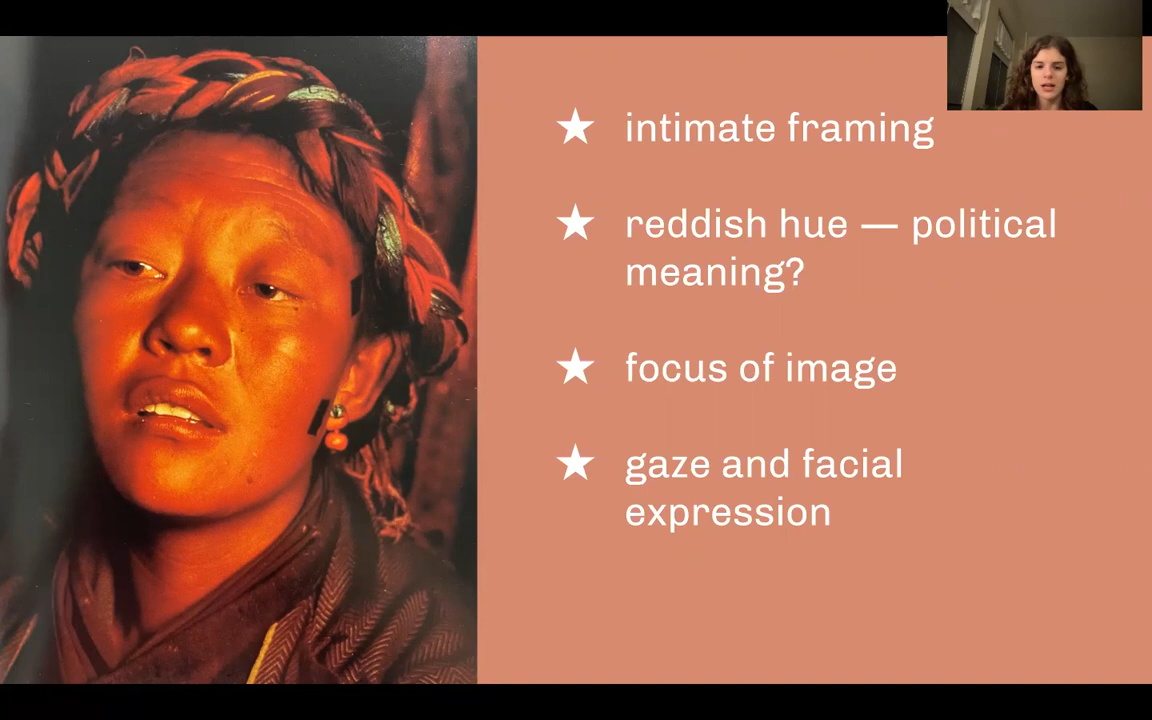 ★ intimate framing
★ reddish hue — political
meaning?
★ focus of image
★ gaze and facial
expression